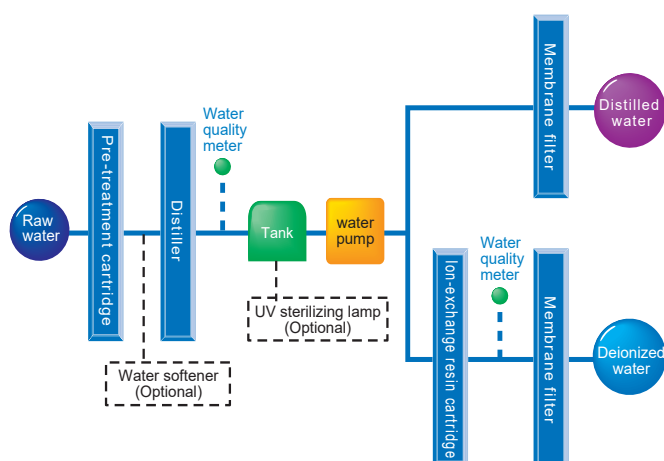 Raw
water
Pre-treatment cartridge
Water softener
(Optional)
Distiller
Water
quality
meter
Tank
UV sterilizing lamp
(Optional)
water
pump
Membrane filter
Distilled
water
Ion-exchange resin cartridge
Water
quality
meter
Membrane filter
Deionized
water